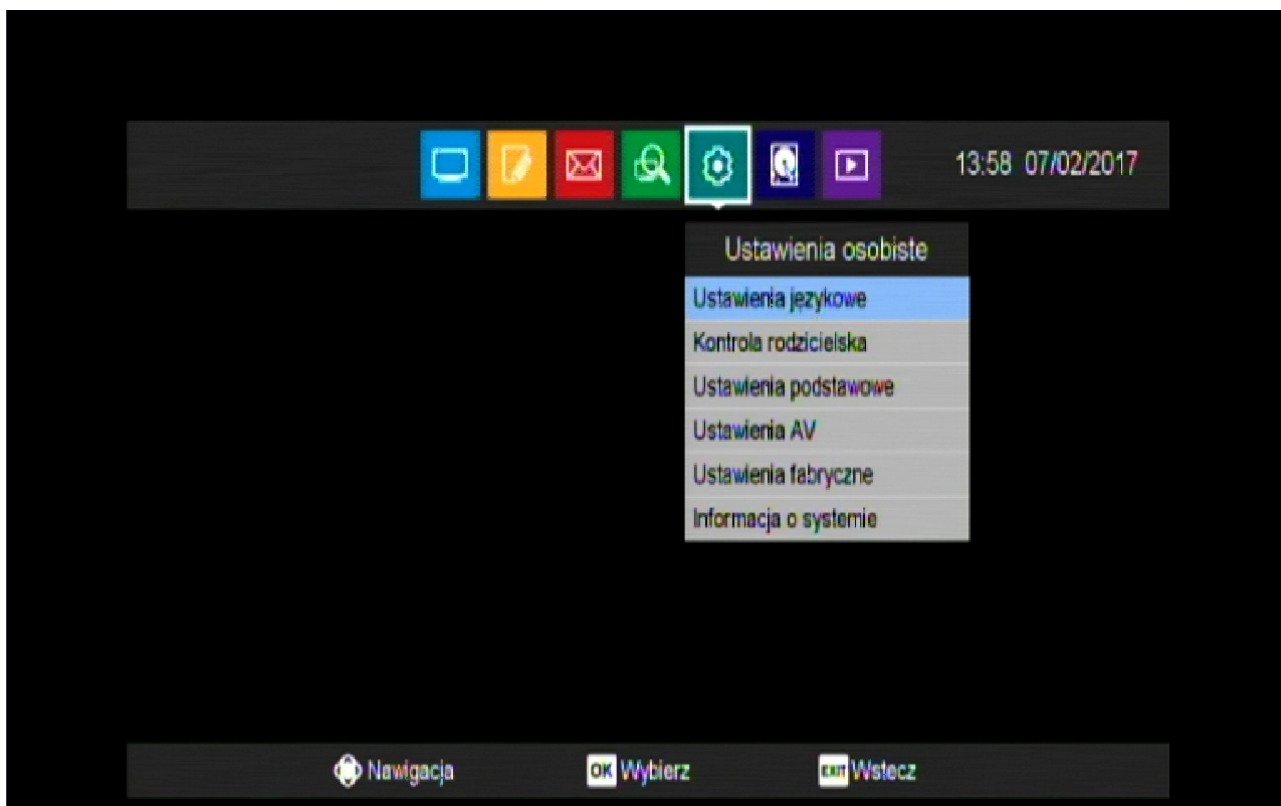 13:58 07/02/2017
Ustawienia osobiste
Ustawienia językowe
Kontrola rodzicielska
Ustawienia podstawowe
Ustawienia AV
Ustawienia fabryczne
Informacja o systemie
Nawigacja OK Wybierz EXIT Wstecz